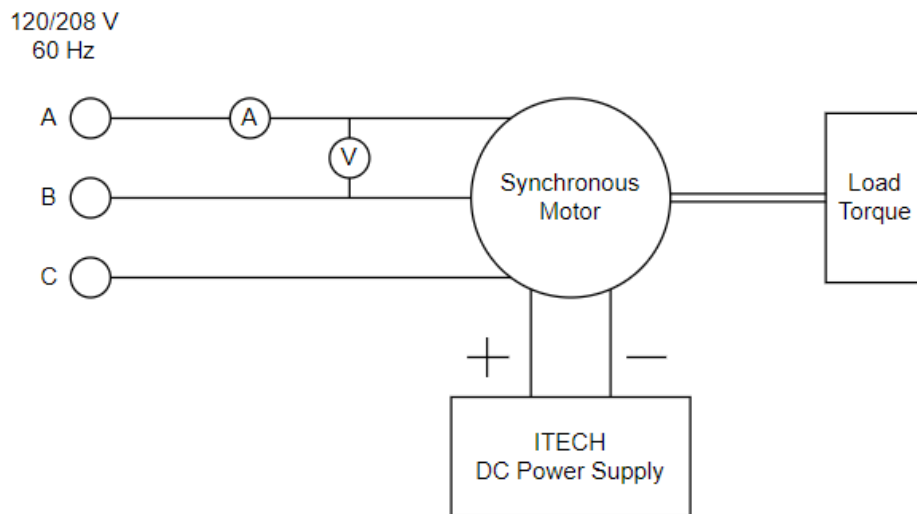 120/208 V
60 Hz
A
A
V
B
C
Synchronous
Motor
Load
Torque
+
—
ITECH
DC Power Supply